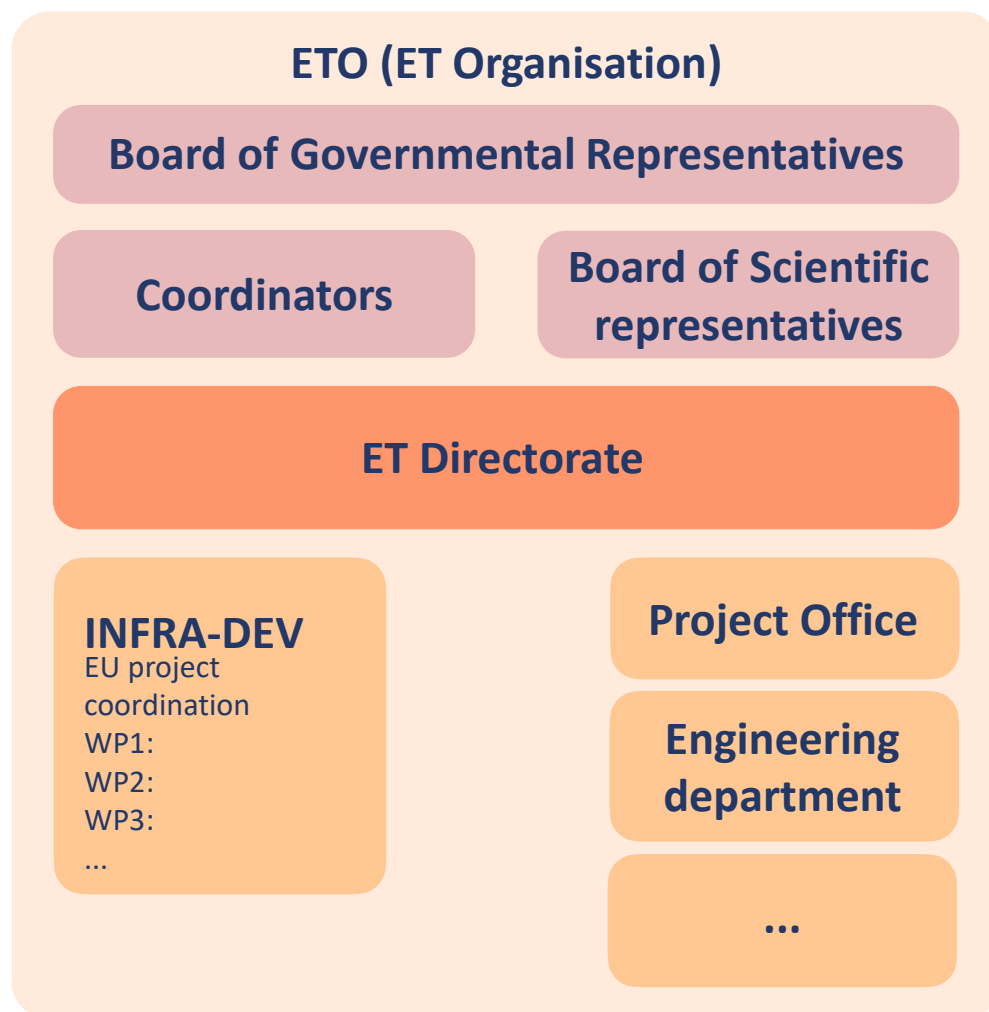 ETO (ET Organisation)
Board of Governmental Representatives
Coordinators
Board of Scientific
representatives
ET Directorate
INFRA-DEV
EU project
coordination
WP1:
WP2:
WP3:
...
Project Office
Engineering
department
...